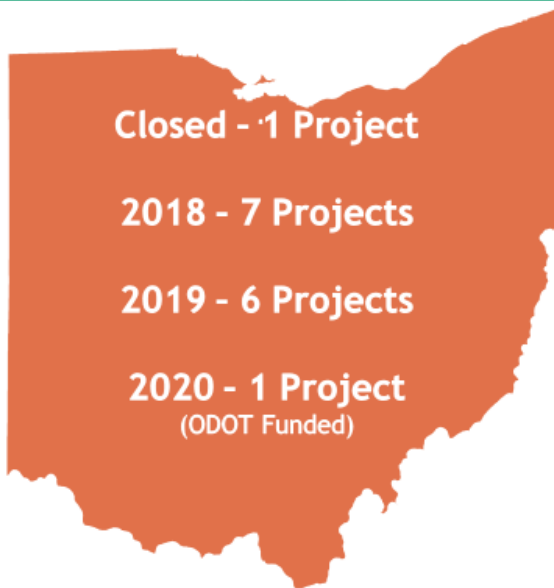 Closed - 1 Project
2018 - 7 Projects
2019 - 6 Projects
2020 - 1 Project
(ODOT Funded)